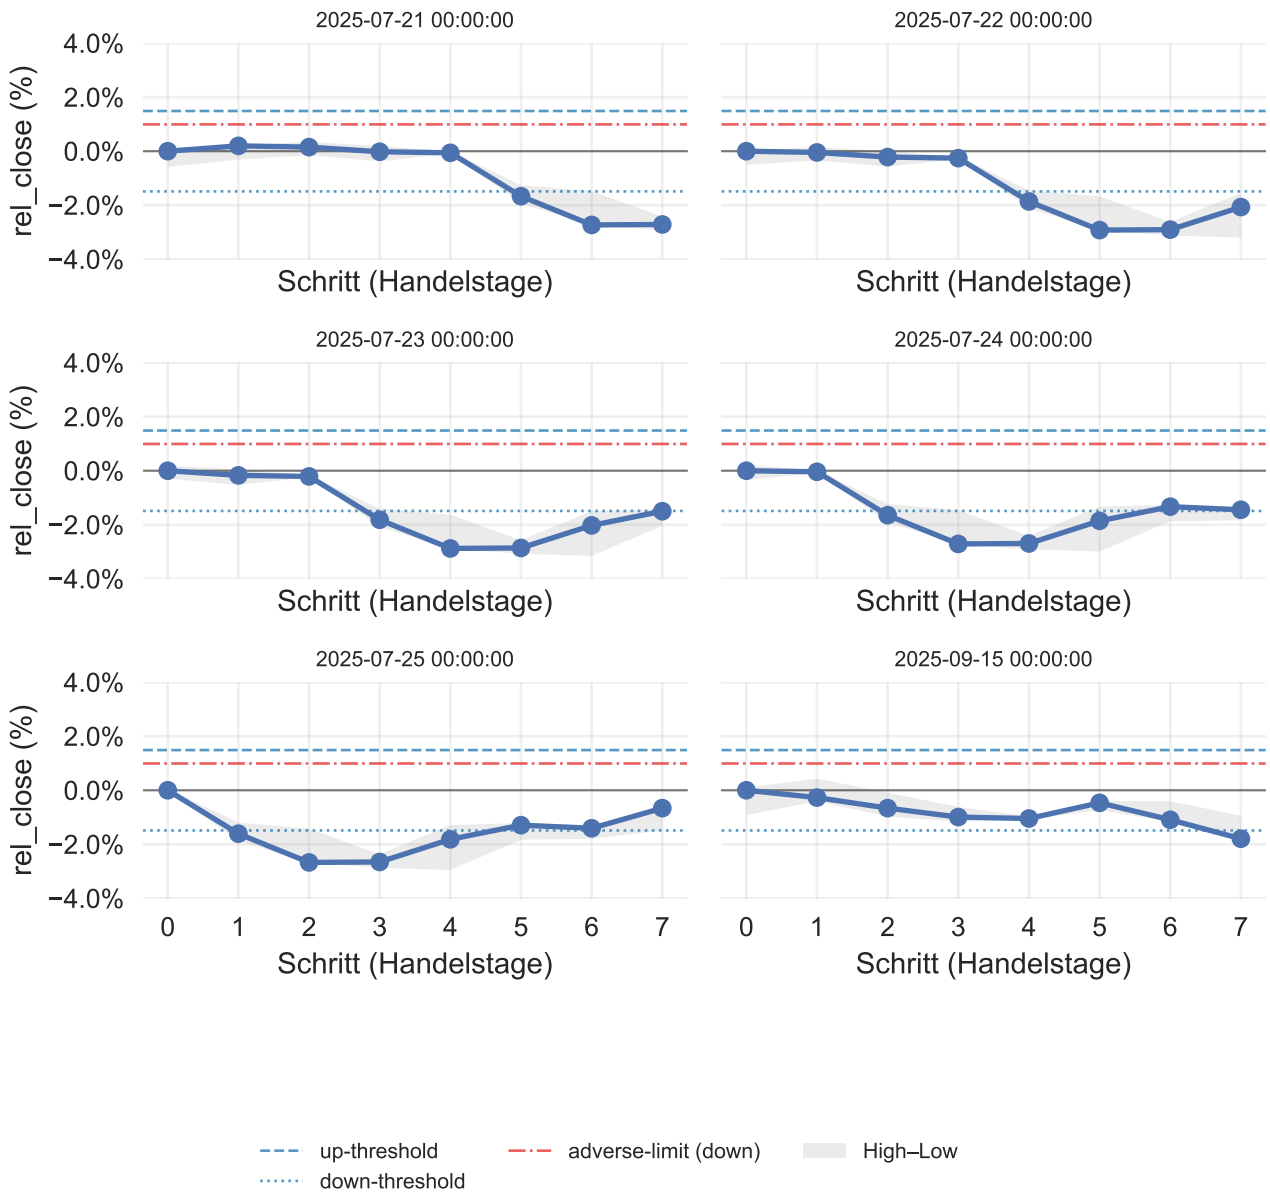 2025-07-21 00:00:00
2025-07-22 00:00:00
rel_close (%)
4.0%
2.0%
0.0%
−2.0%
−4.0%
Schritt (Handelstage)
Schritt (Handelstage)
2025-07-23 00:00:00
2025-07-24 00:00:00
rel_close (%)
4.0%
2.0%
0.0%
−2.0%
−4.0%
Schritt (Handelstage)
Schritt (Handelstage)
2025-07-25 00:00:00
2025-09-15 00:00:00
rel_close (%)
4.0%
2.0%
0.0%
−2.0%
−4.0%
0 1 2 3 4 5 6 7
0 1 2 3 4 5 6 7
Schritt (Handelstage)
Schritt (Handelstage)
up-threshold
down-threshold
adverse-limit (down)
High–Low